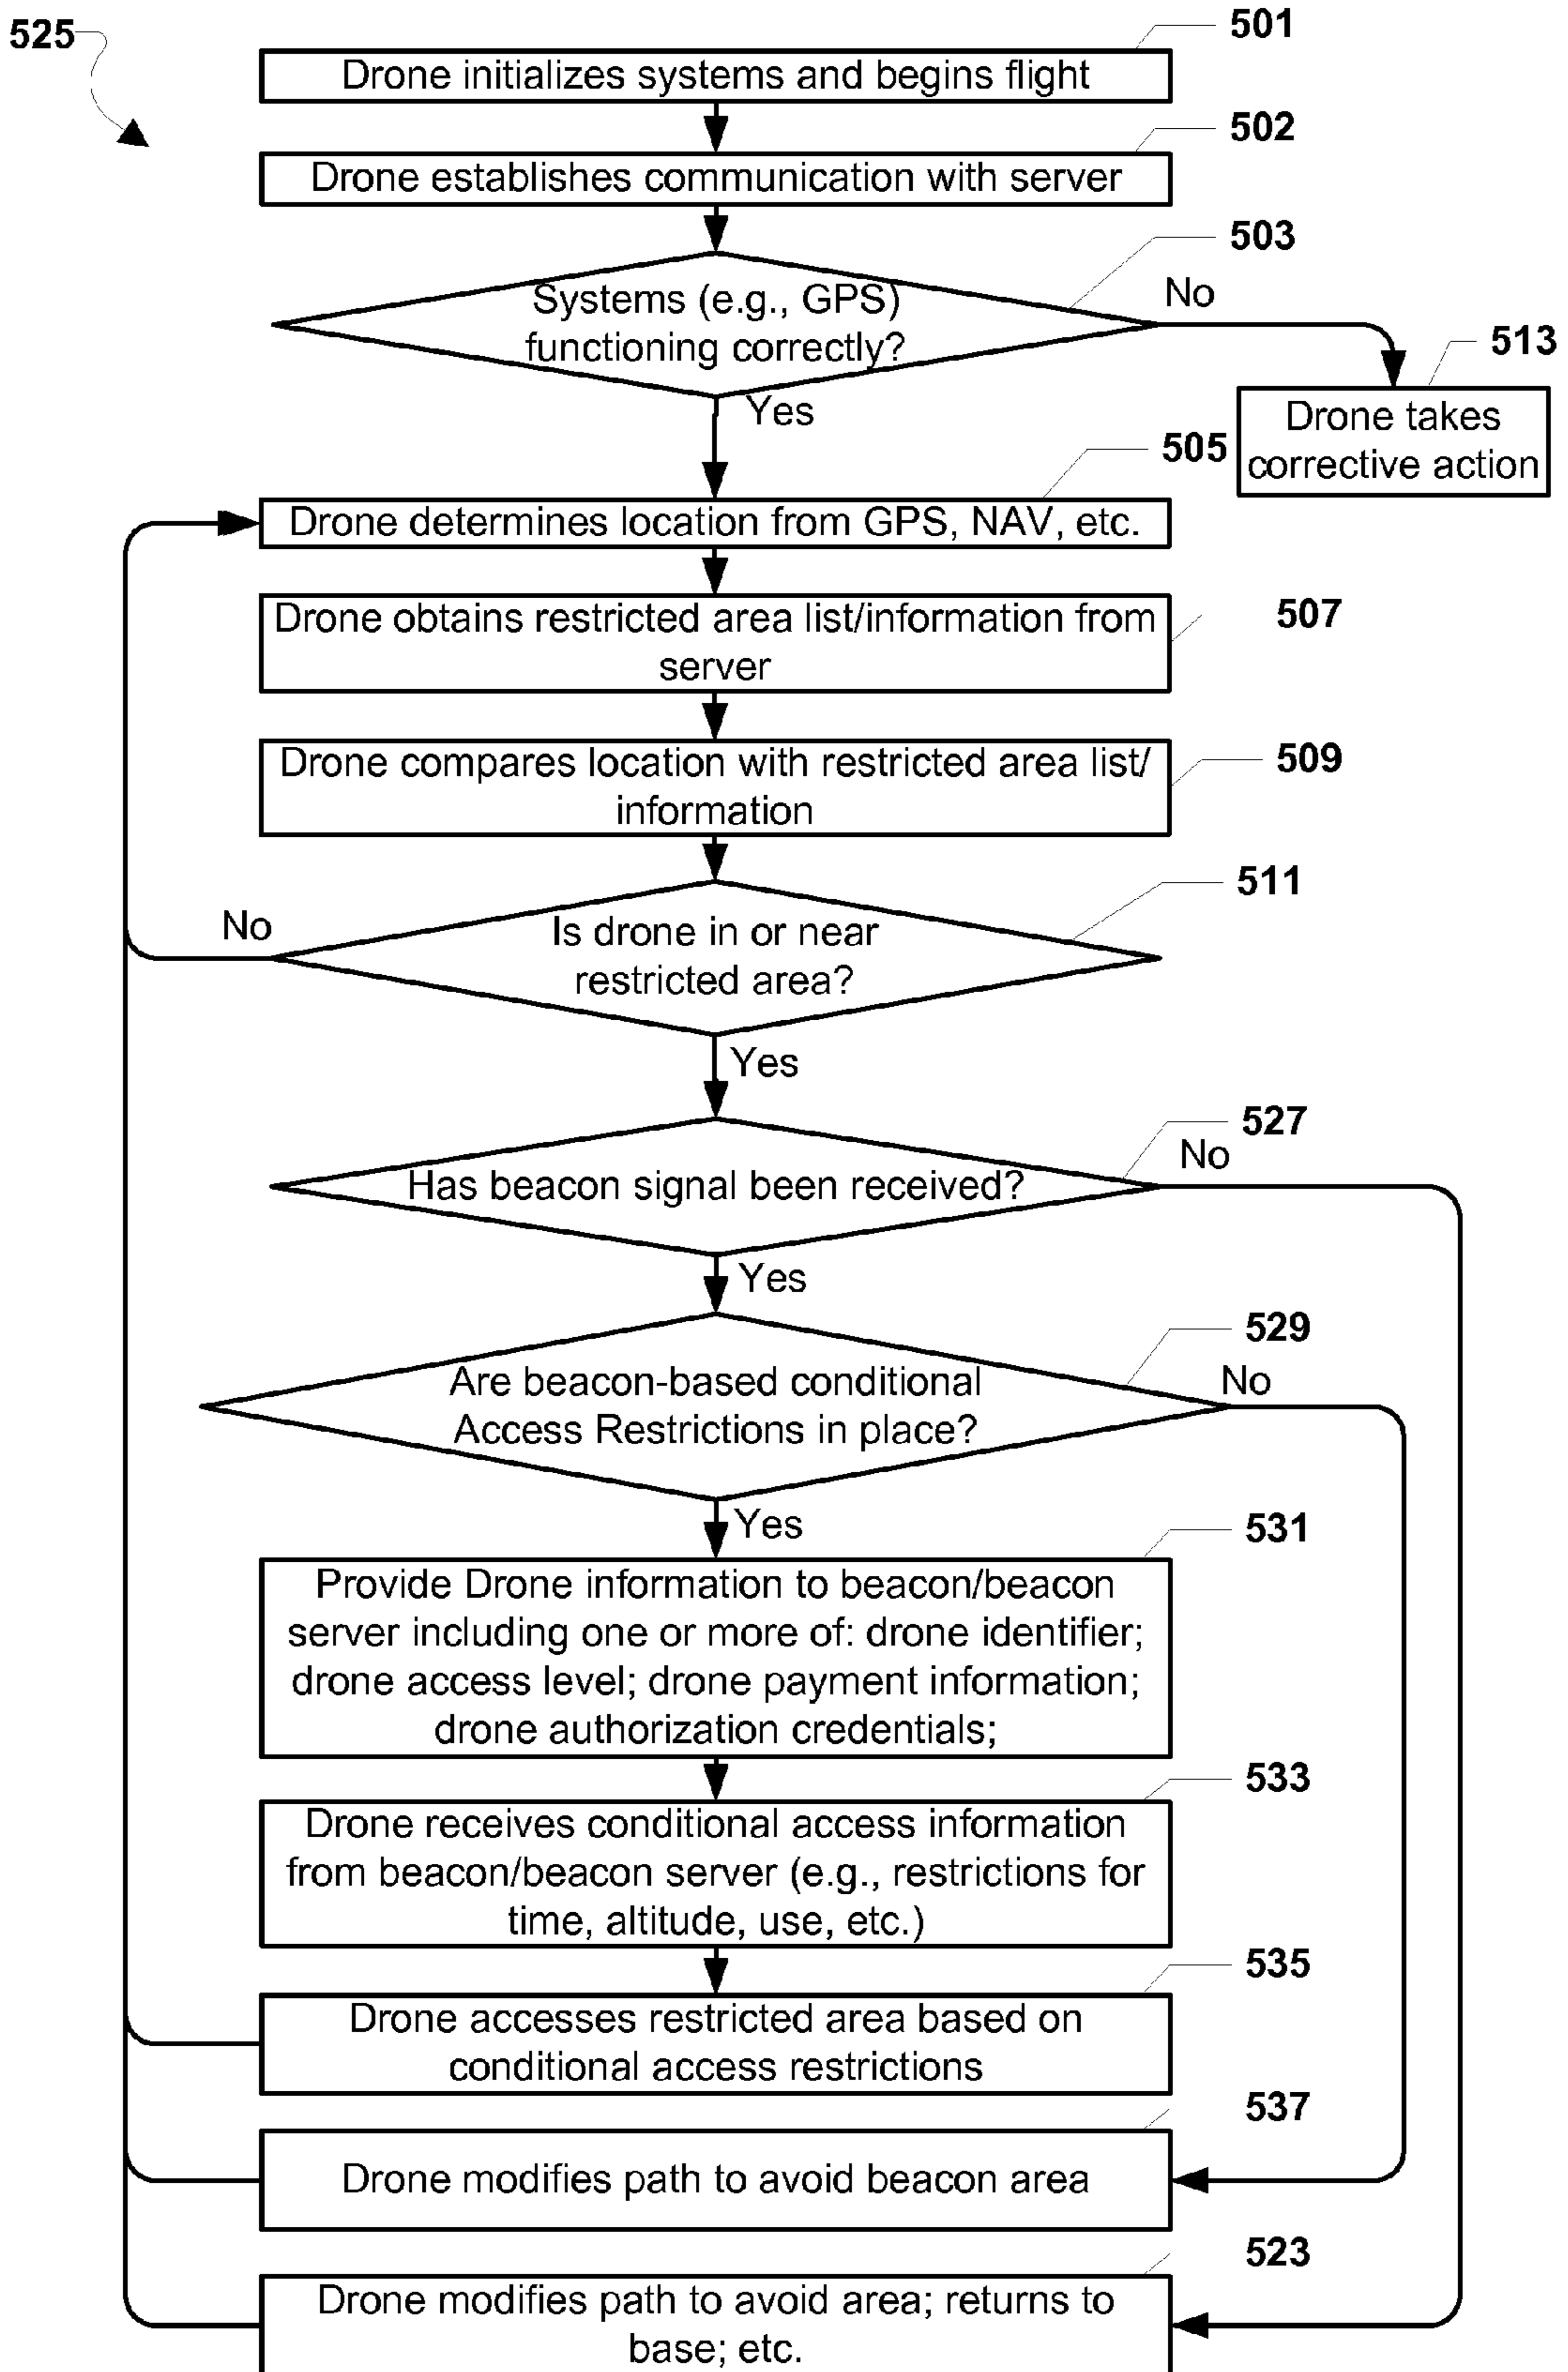 525
501
Drone initializes systems and begins flight
502
Drone establishes communication with server
503
Systems (e.g., GPS)
functioning correctly?
No
Yes
513
Drone takes
corrective action
505
Drone determines location from GPS, NAV, etc.
507
Drone obtains restricted area list/information from
server
509
Drone compares location with restricted area list/
information
511
Is drone in or near
restricted area?
No
Yes
527
Has beacon signal been received?
No
Yes
529
Are beacon-based conditional
Access Restrictions in place?
No
Yes
531
Provide Drone information to beacon/beacon
server including one or more of: drone identifier;
drone access level; drone payment information;
drone authorization credentials;
533
Drone receives conditional access information
from beacon/beacon server (e.g., restrictions for
time, altitude, use, etc.)
535
Drone accesses restricted area based on
conditional access restrictions
537
Drone modifies path to avoid beacon area
523
Drone modifies path to avoid area; returns to
base; etc.